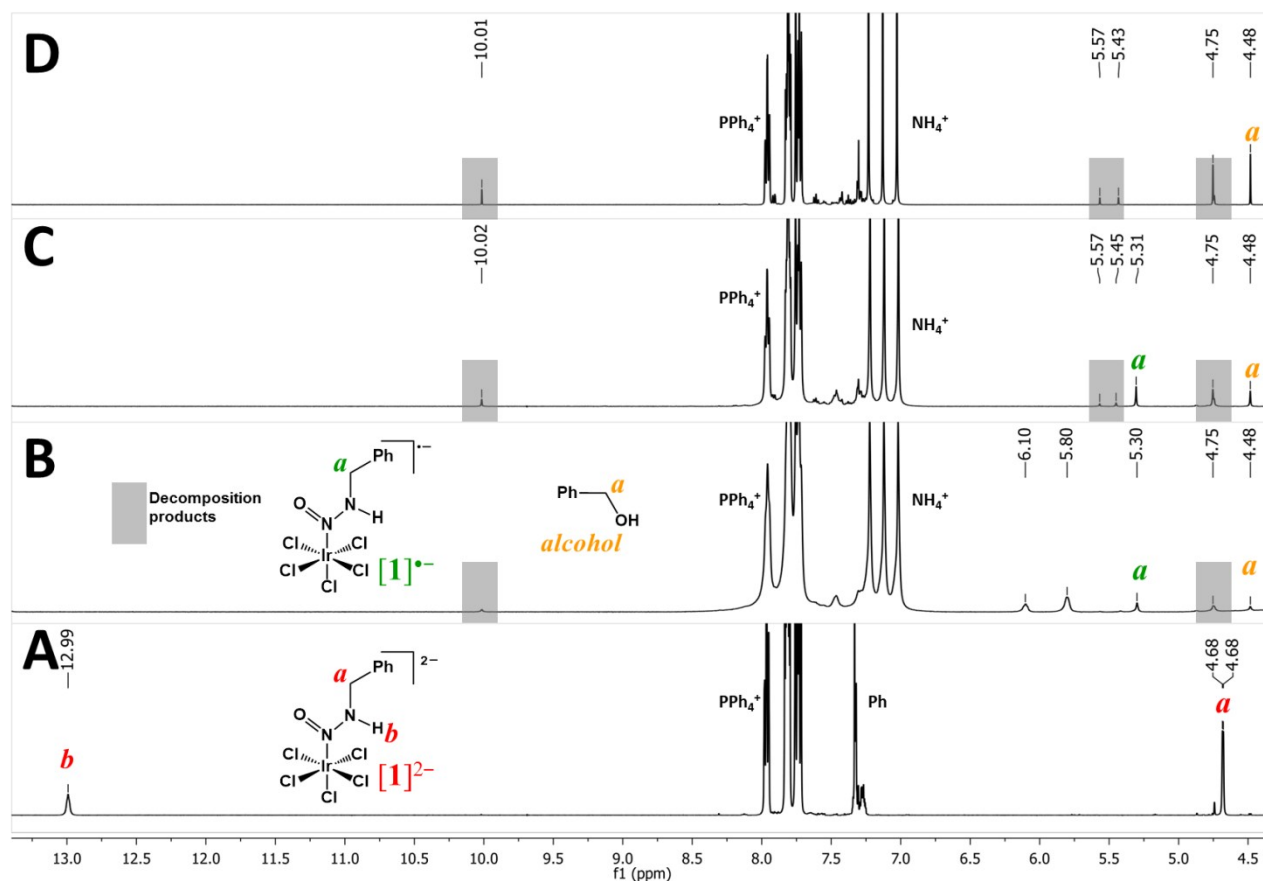 D
10.01
5.57
5.43
4.75
4.48
PPh4+
NH4+
a
C
10.02
5.57
5.45
5.31
4.75
4.48
PPh4+
NH4+
a
a
B
6.10
5.80
5.30
4.75
4.48
Decomposition
products
a
Ph
•−
O
N
N
H
Cl
Cl
Ir
Cl
Cl
Cl
[1]•−
Ph
a
OH
alcohol
PPh4+
NH4+
a
a
A
12.99
4.68
4.68
b
a
Ph
2−
O
N
N
H
b
Cl
Cl
Ir
Cl
Cl
Cl
[1]2−
PPh4+
Ph
a
13.0 12.5 12.0 11.5 11.0 10.5 10.0 9.5 9.0 8.5 8.0 7.5 7.0 6.5 6.0 5.5 5.0 4.5
f1 (ppm)